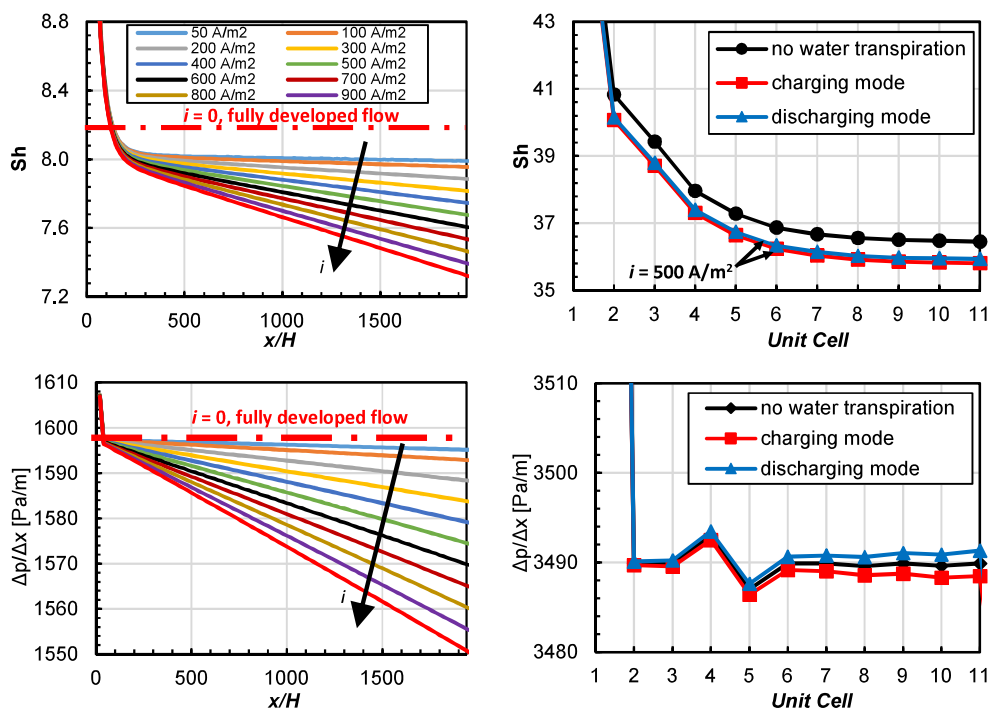 8.8
8.4
8.0
7.6
7.2
Sh
50 A/m2
100 A/m2
200 A/m2
300 A/m2
400 A/m2
500 A/m2
600 A/m2
700 A/m2
800 A/m2
900 A/m2
i = 0, fully developed flow
i
0
500
1000
1500
x/H
43
41
39
37
35
Sh
no water transpiration
charging mode
discharging mode
i = 500 A/m²
1 2 3 4 5 6 7 8 9 10 11
Unit Cell
1610
1600
1590
1580
1570
1560
1550
Δp/Δx [Pa/m]
i = 0, fully developed flow
i
0
500
1000
1500
x/H
3510
3500
3490
3480
Δp/Δx [Pa/m]
no water transpiration
charging mode
discharging mode
1 2 3 4 5 6 7 8 9 10 11
Unit Cell